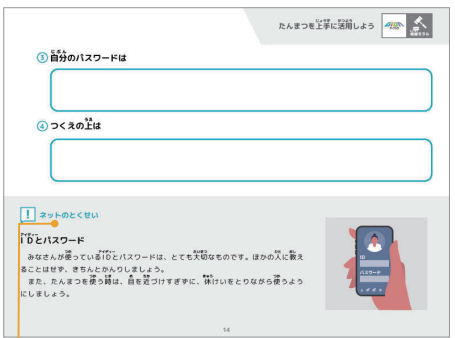 たんまつを上手に活用しよう
③自分のパスワードは
④つくえの上は
ネットのとくせい
IDとパスワード
みなさんが使っているIDとパスワードは、とても大切なものです。ほかの人に教え
ることはせず、きちんとかんりしましょう。
また、たんまつを使う時は、目を近づけすぎずに、休けいをとりながら使うよう
にしましょう。
ID
パスワード
14